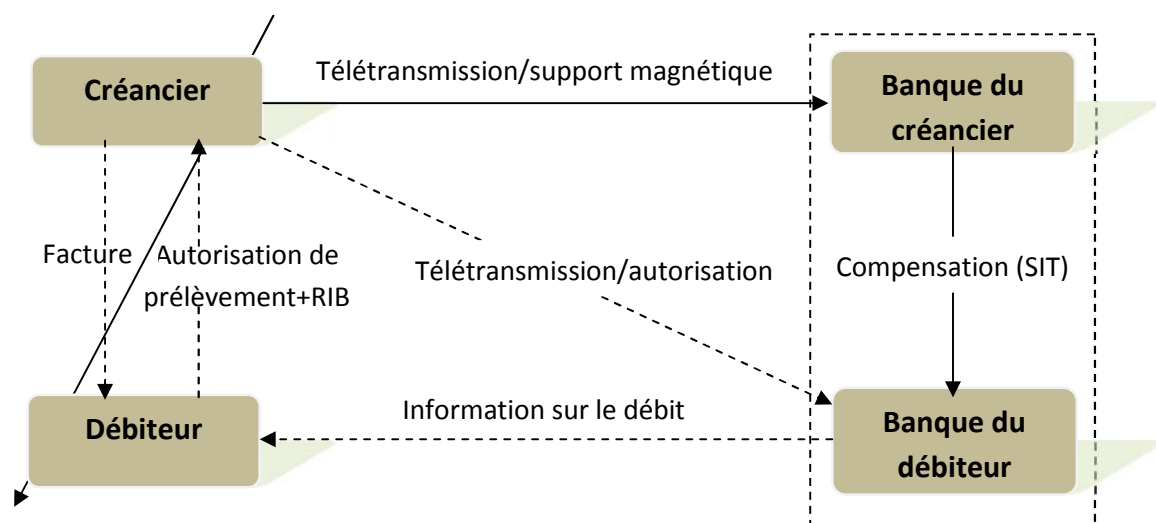 Créancier
Télétransmission/support magnétique
Banque du
créancier
Facture
Autorisation de
prélèvement+RIB
Télétransmission/autorisation
Compensation (SIT)
Débiteur
Information sur le débit
Banque du
débiteur